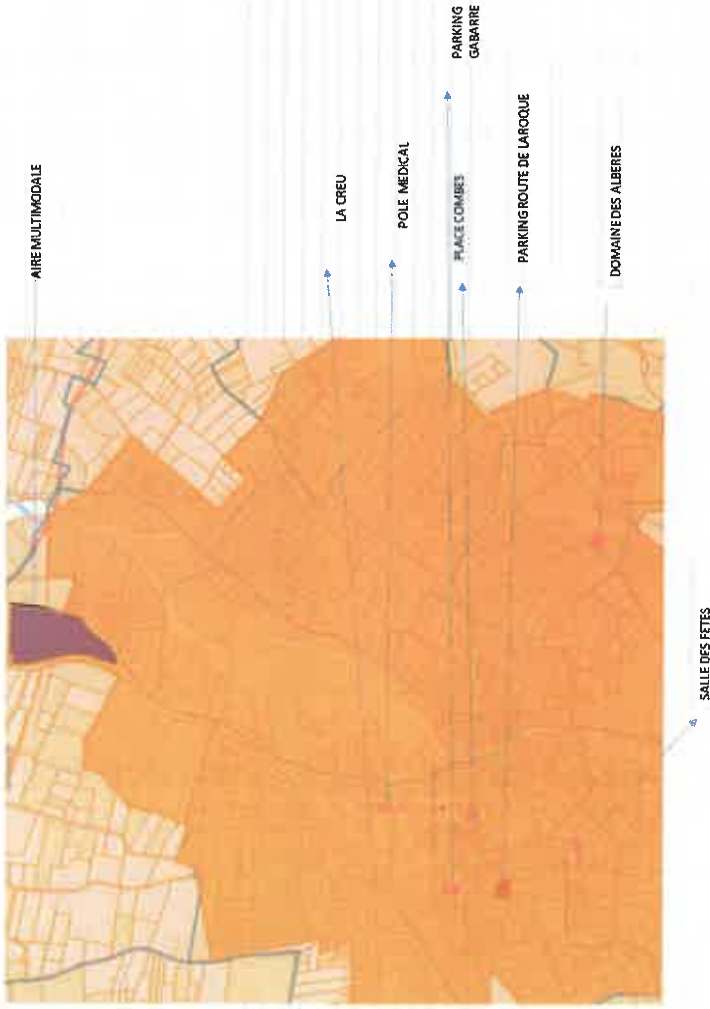 AIRE MULTIMODALE
LA CREU
POLE MEDICAL
PARKING
GABARRE
PLACE COMBES
PARKING ROUTE DE LAROQUE
DOMAINE DES ALBERES
SALLE DES FETES